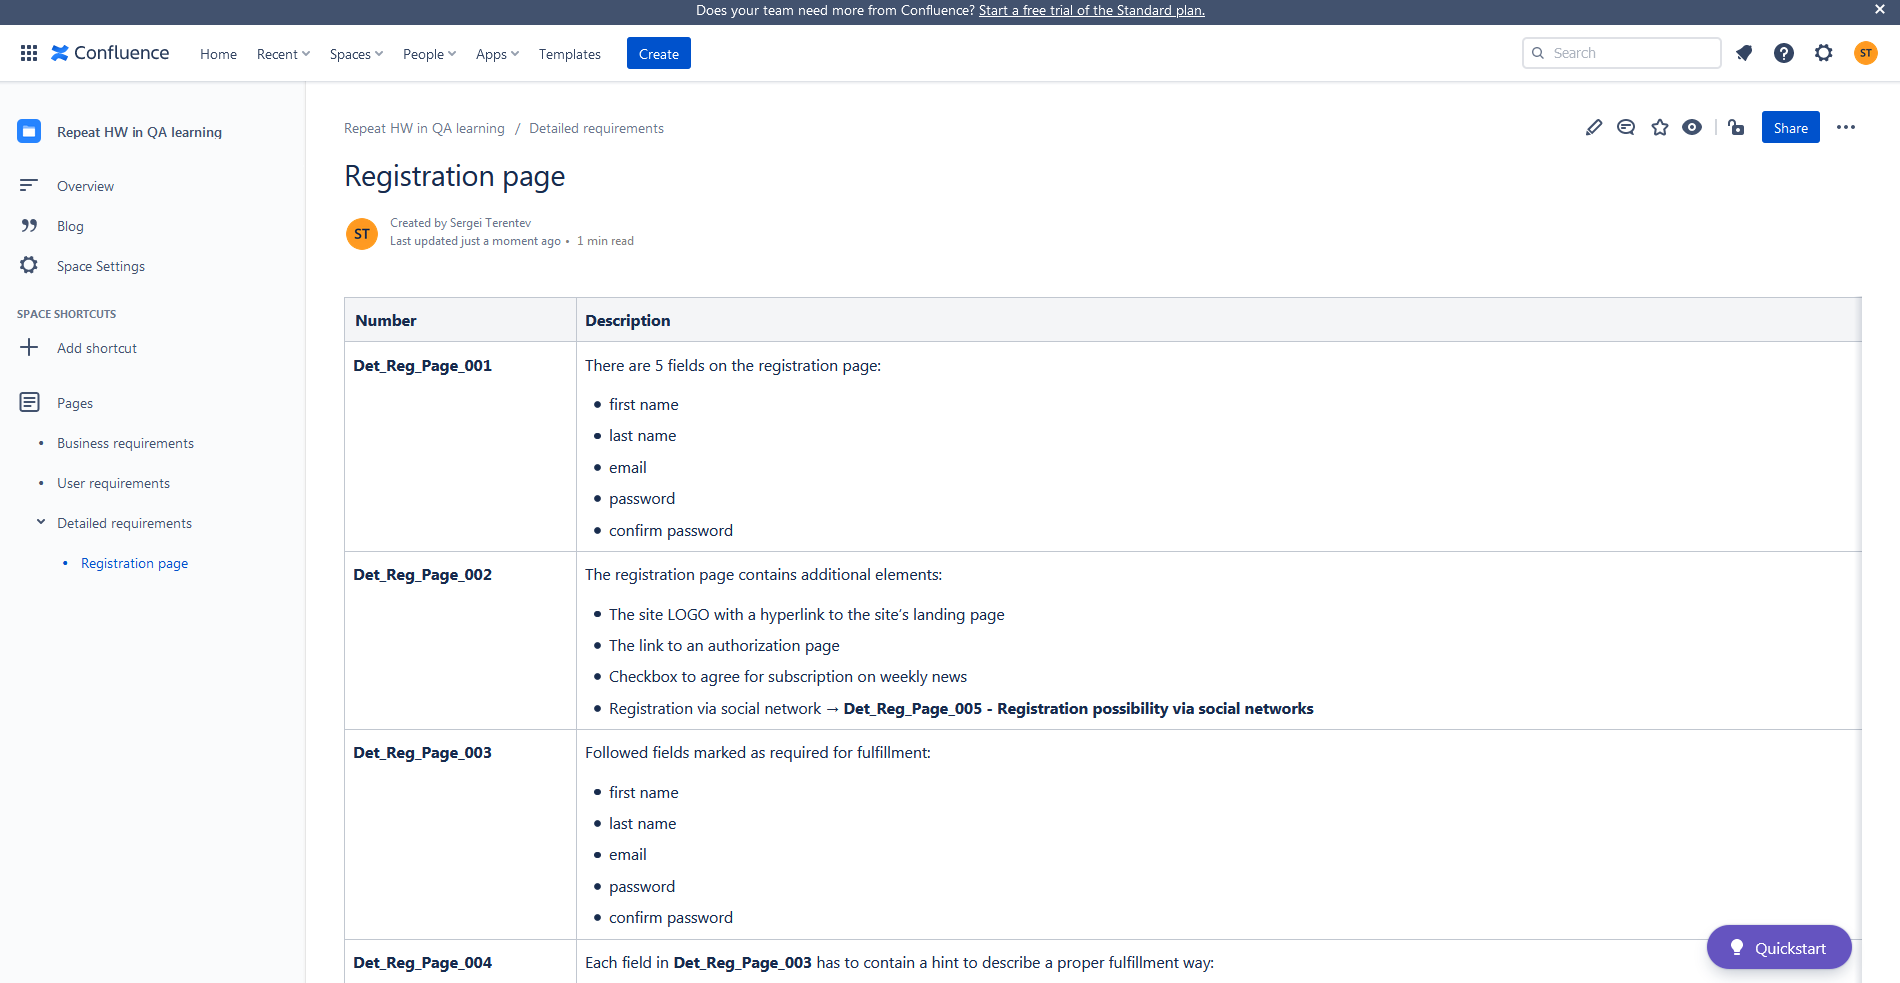 Does your team need more from Confluence? Start a free trial of the Standard plan.
Confluence Home Recent Spaces People Apps Templates Create Search ST
Repeat HW in QA learning
Overview
Blog
Space Settings
SPACE SHORTCUTS
Add shortcut
Pages
Business requirements
User requirements
Detailed requirements
Registration page
Repeat HW in QA learning / Detailed requirements Share
Registration page
ST
Created by Sergei Terentev
Last updated just a moment ago • 1 min read
Number Description
Det_Reg_Page_001 There are 5 fields on the registration page:
• first name
• last name
• email
• password
• confirm password
Det_Reg_Page_002 The registration page contains additional elements:
• The site LOGO with a hyperlink to the site’s landing page
• The link to an authorization page
• Checkbox to agree for subscription on weekly news
• Registration via social network → Det_Reg_Page_005 - Registration possibility via social networks
Det_Reg_Page_003 Followed fields marked as required for fulfillment:
• first name
• last name
• email
• password
• confirm password
Det_Reg_Page_004 Each field in Det_Reg_Page_003 has to contain a hint to describe a proper fulfillment way:
Quickstart